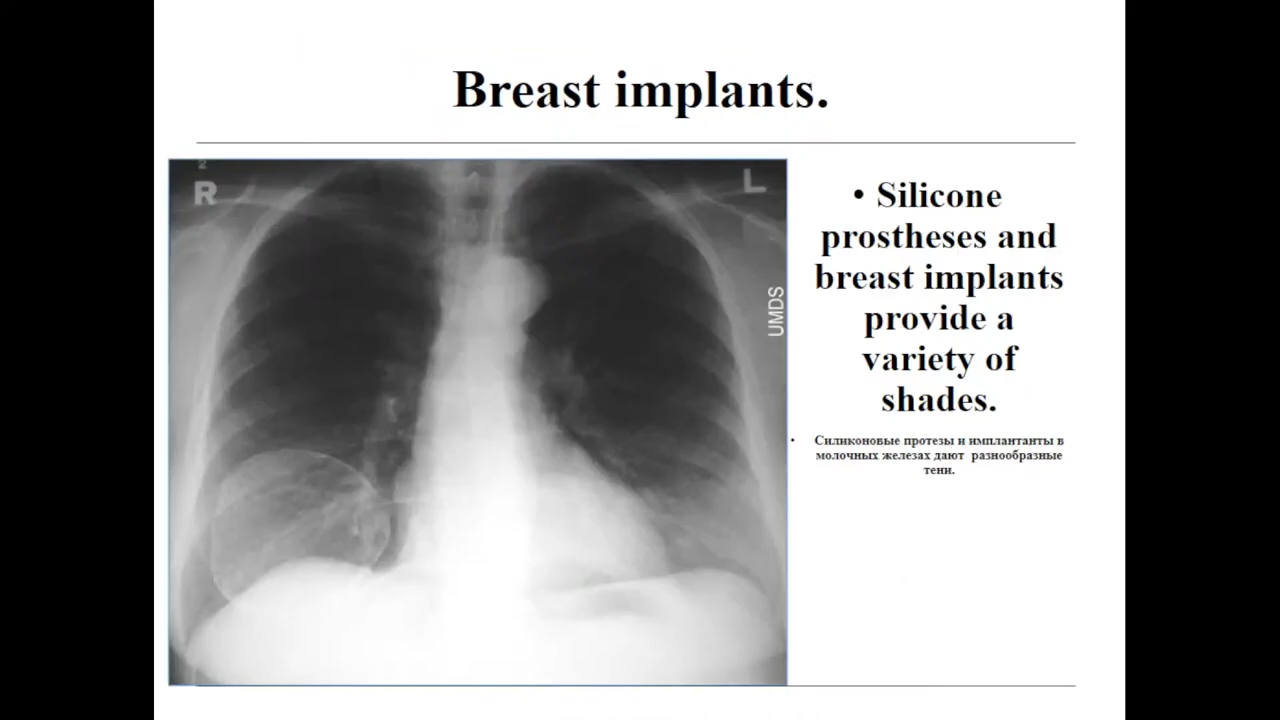 Breast implants.
2
R
L
UMDS
• Silicone
prostheses and
breast implants
provide a
variety of
shades.
• Силиконовые протезы и имплантанты в
молочных железах дают разнообразные
тени.